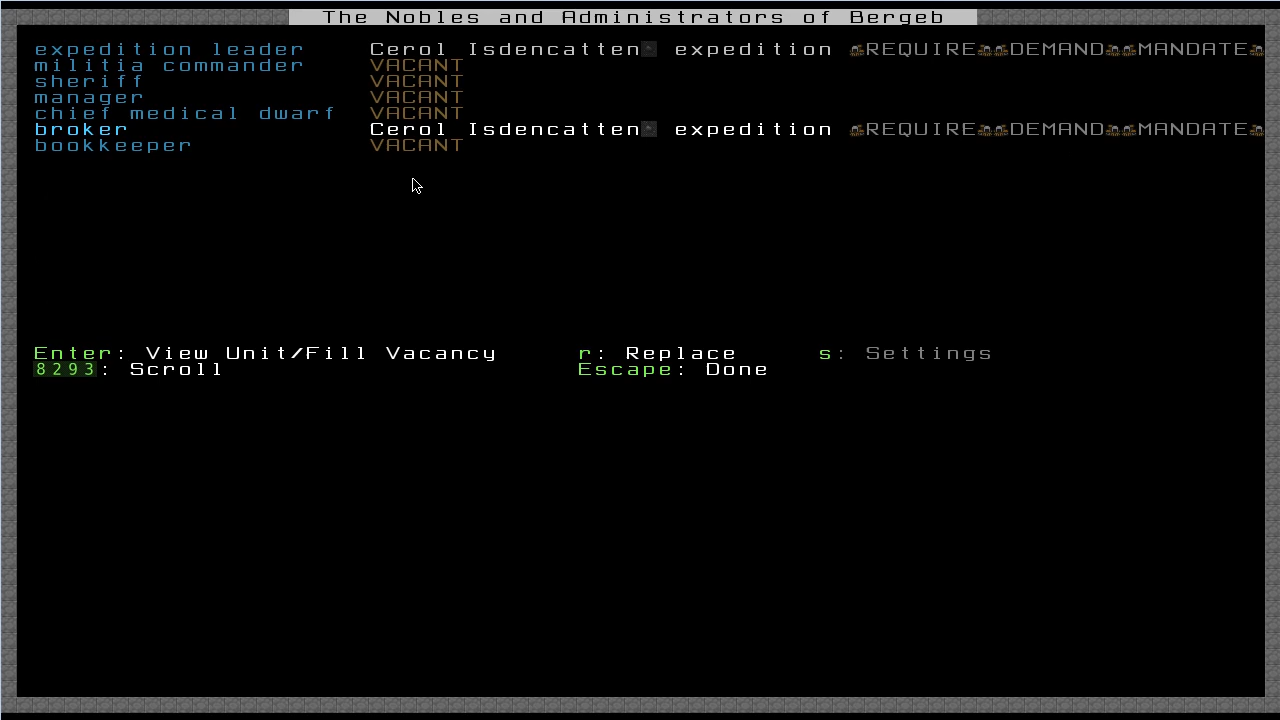 The Nobles and Administrators of Bergeb
expedition leader Cerol Isdencatten expedition REQUIRE DEMAND MANDATE
militia commander VACANT
sheriff VACANT
manager VACANT
chief medical dwarf VACANT
broker Cerol Isdencatten expedition REQUIRE DEMAND MANDATE
bookkeeper VACANT
Enter: View Unit/Fill Vacancy r: Replace s: Settings
8293: Scroll Escape: Done